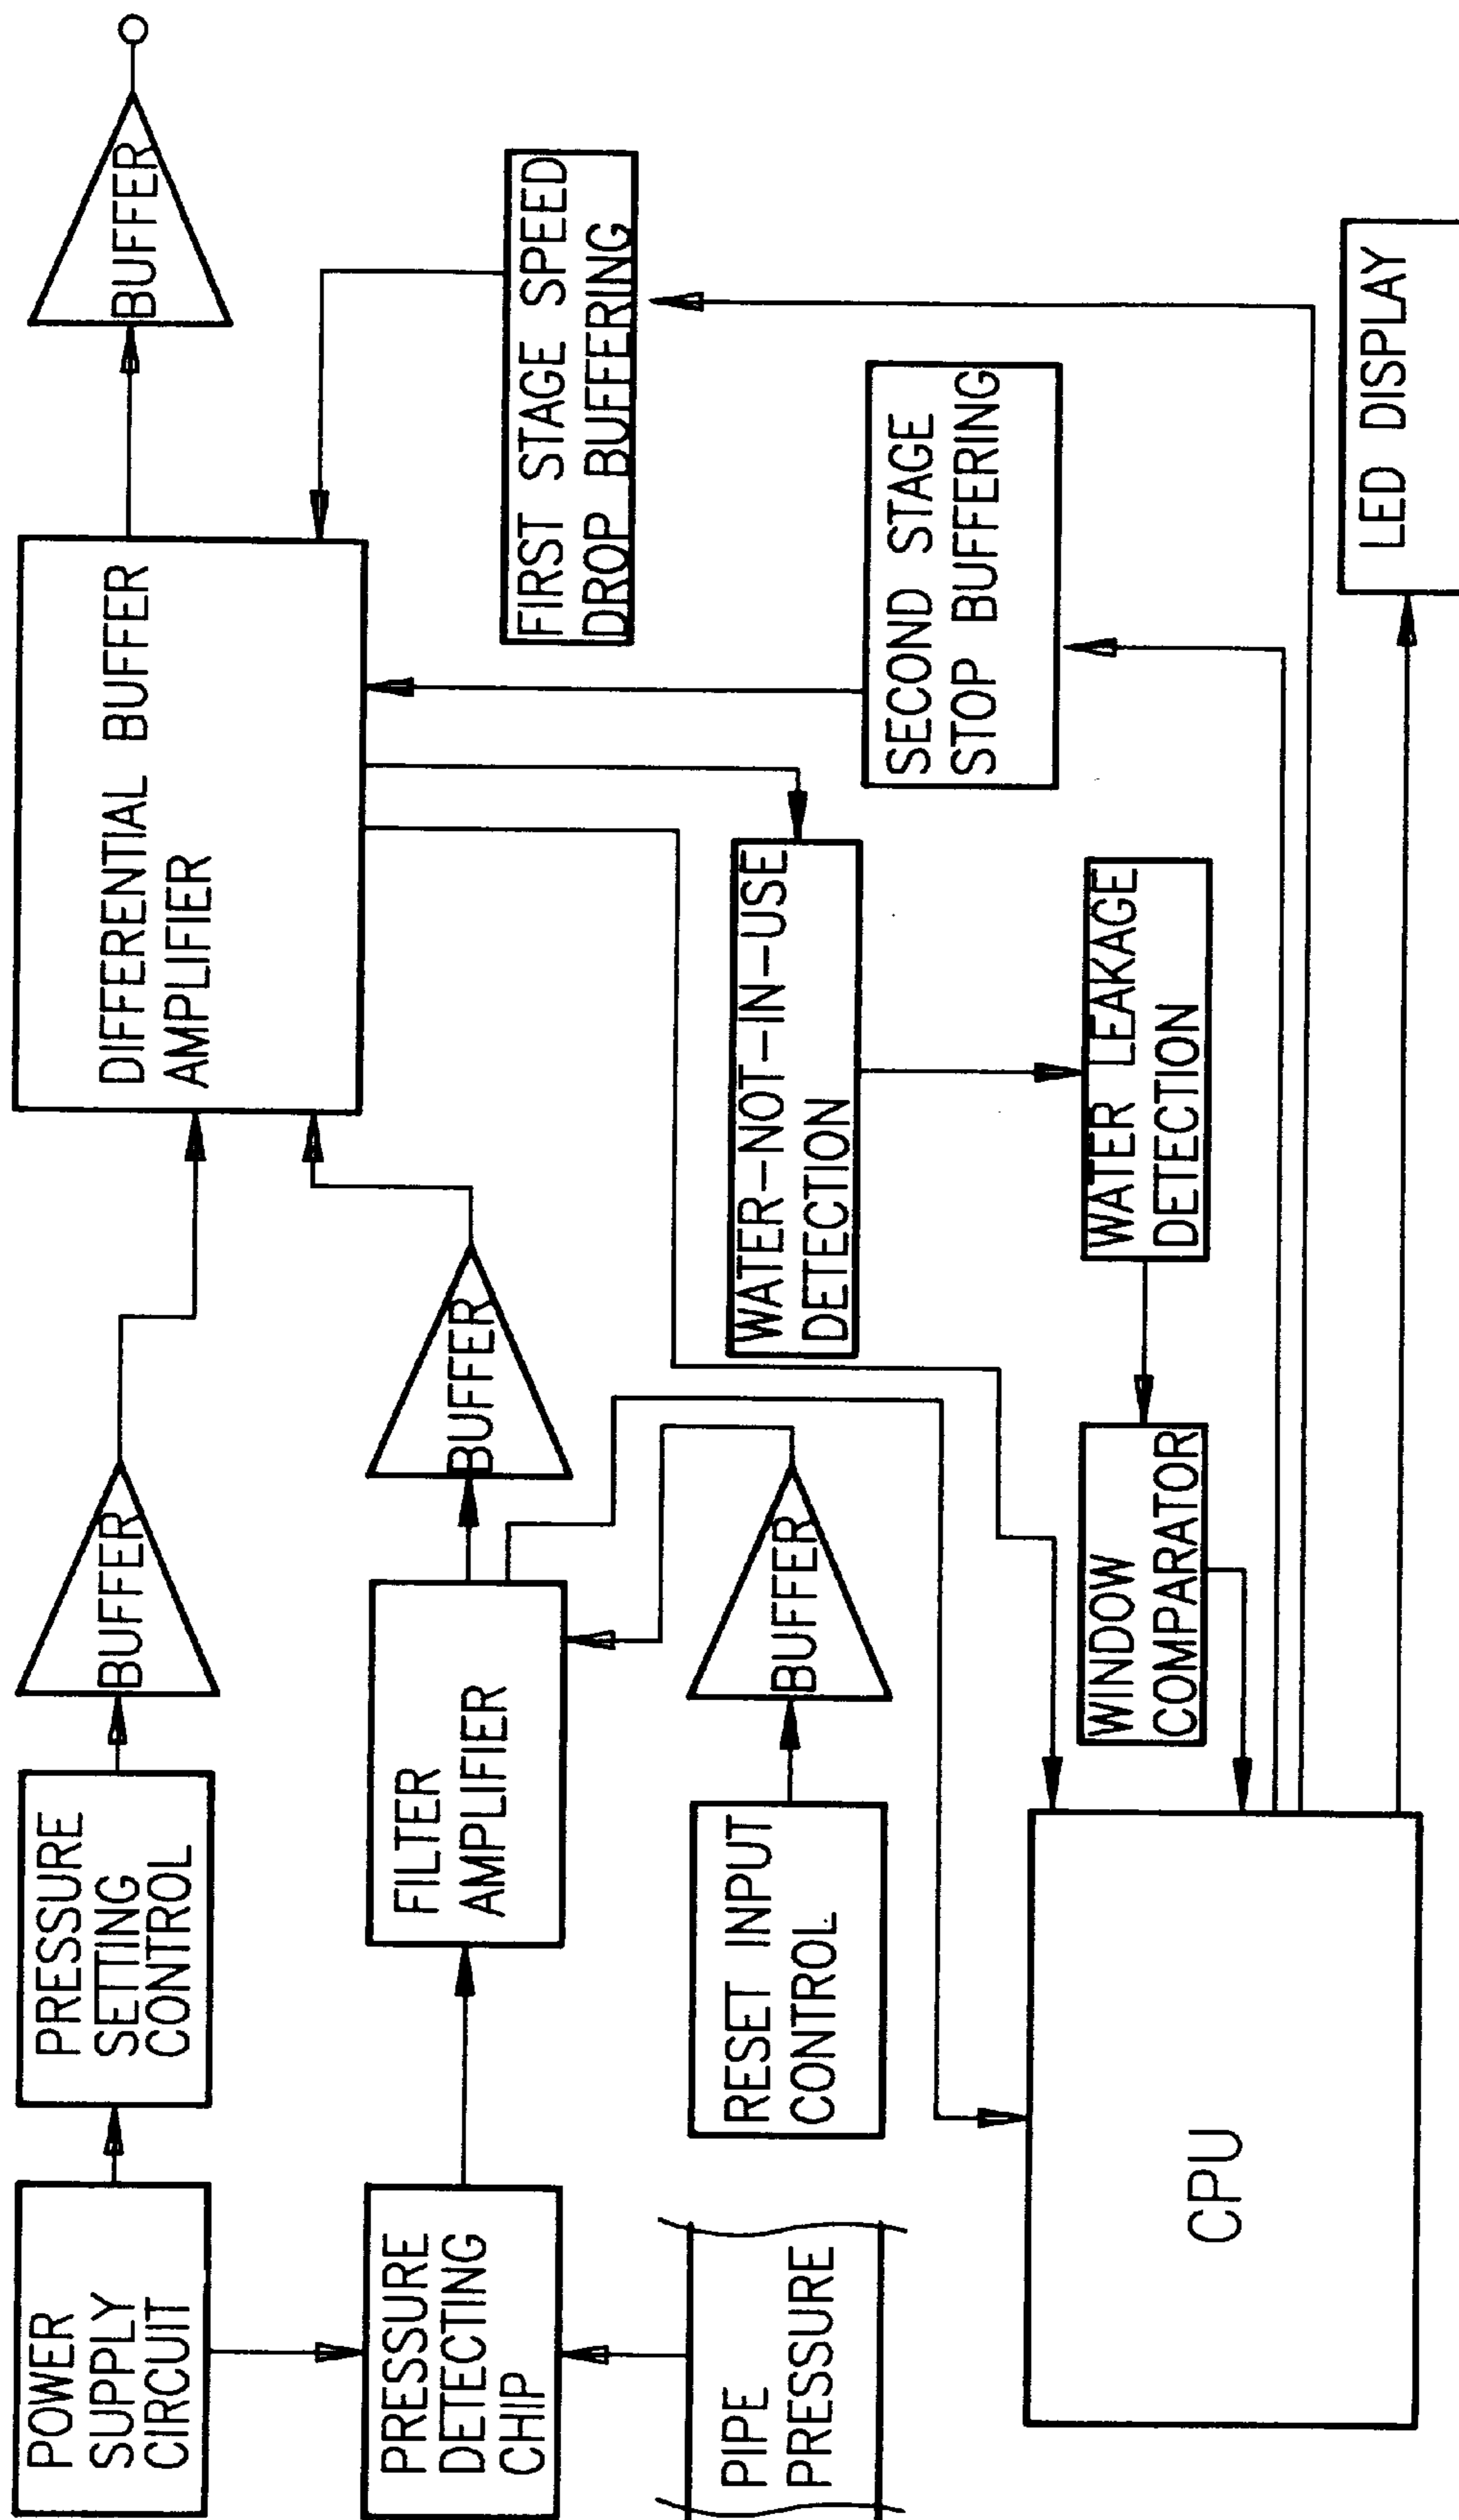 POWER
SUPPLY
CIRCUIT
PRESSURE
SETTING
CONTROL
BUFFER
DIFFERENTIAL BUFFER
AMPLIFIER
BUFFER
PRESSURE
DETECTING
CHIP
FILTER
AMPLIFIER
BUFFER
FIRST STAGE SPEED
DROP BUFFERING
PIPE
PRESSURE
RESET INPUT
CONTROL
BUFFER
WATER-NOT-IN-USE
DETECTION
SECOND STAGE
STOP BUFFERING
CPU
WINDOW
COMPARATOR
WATER LEAKAGE
DETECTION
LED DISPLAY